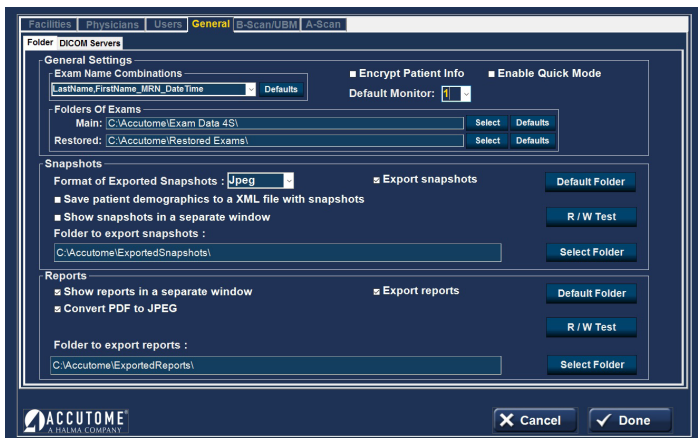 Facilities Physicians Users General B-Scan/UBM A-Scan
Folder DICOM Servers
General Settings
Exam Name Combinations
LastName,FirstName_MRN_DateTime Defaults
Encrypt Patient Info Enable Quick Mode
Default Monitor: 1
Folders Of Exams
Main: C:\Accutome\Exam Data 4S\ Select Defaults
Restored: C:\Accutome\Restored Exams\ Select Defaults
Snapshots
Format of Exported Snapshots : Jpeg Export snapshots Default Folder
Save patient demographics to a XML file with snapshots
Show snapshots in a separate window R / W Test
Folder to export snapshots :
C:\Accutome\ExportedSnapshots\ Select Folder
Reports
Show reports in a separate window Export reports Default Folder
Convert PDF to JPEG
R / W Test
Folder to export reports :
C:\Accutome\ExportedReports\ Select Folder
ACCUTOME®
A HALMA COMPANY
Cancel Done